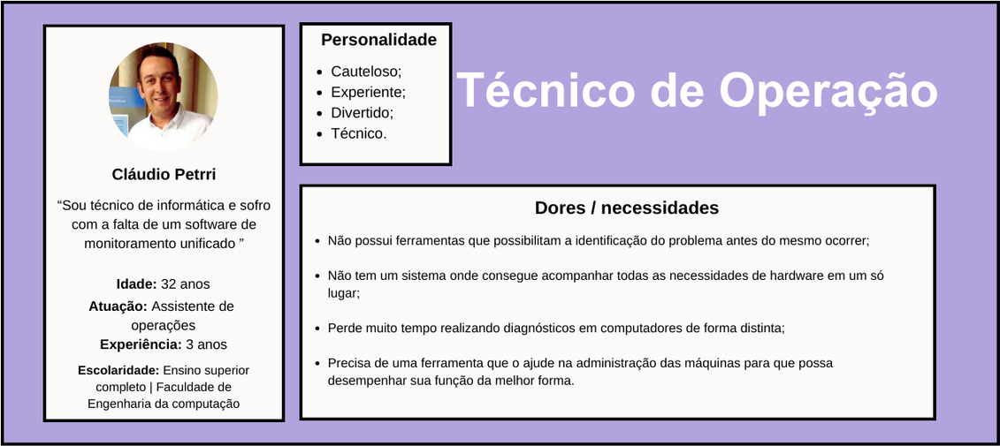 Cláudio Petrri
“Sou técnico de informática e sofro
com a falta de um software de
monitoramento unificado ”
Idade: 32 anos
Atuação: Assistente de
operações
Experiência: 3 anos
Escolaridade: Ensino superior
completo | Faculdade de
Engenharia da computação
Personalidade
• Cauteloso;
• Experiente;
• Divertido;
• Técnico.
Técnico de Operação
Dores / necessidades
• Não possui ferramentas que possibilitam a identificação do problema antes do mesmo ocorrer;
• Não tem um sistema onde consegue acompanhar todas as necessidades de hardware em um só
lugar;
• Perde muito tempo realizando diagnósticos em computadores de forma distinta;
• Precisa de uma ferramenta que o ajude na administração das máquinas para que possa
desempenhar sua função da melhor forma.